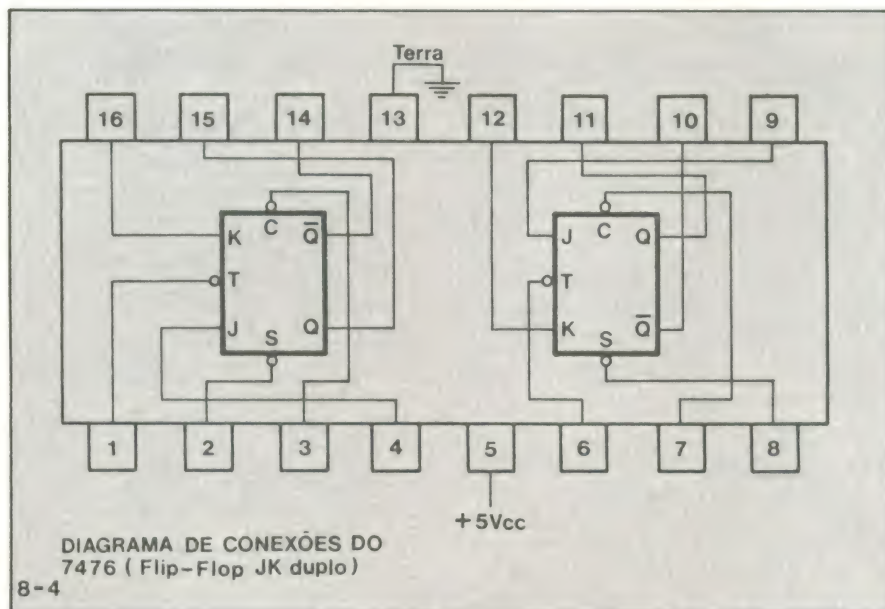 Terra
16 15 14 13 12 11 10 9
C Q̅ C
K J Q
T T
J Q K Q̅
S S
1 2 3 4 5 6 7 8
+5Vcc
DIAGRAMA DE CONEXÕES DO
7476 ( Flip-Flop JK duplo)
8-4